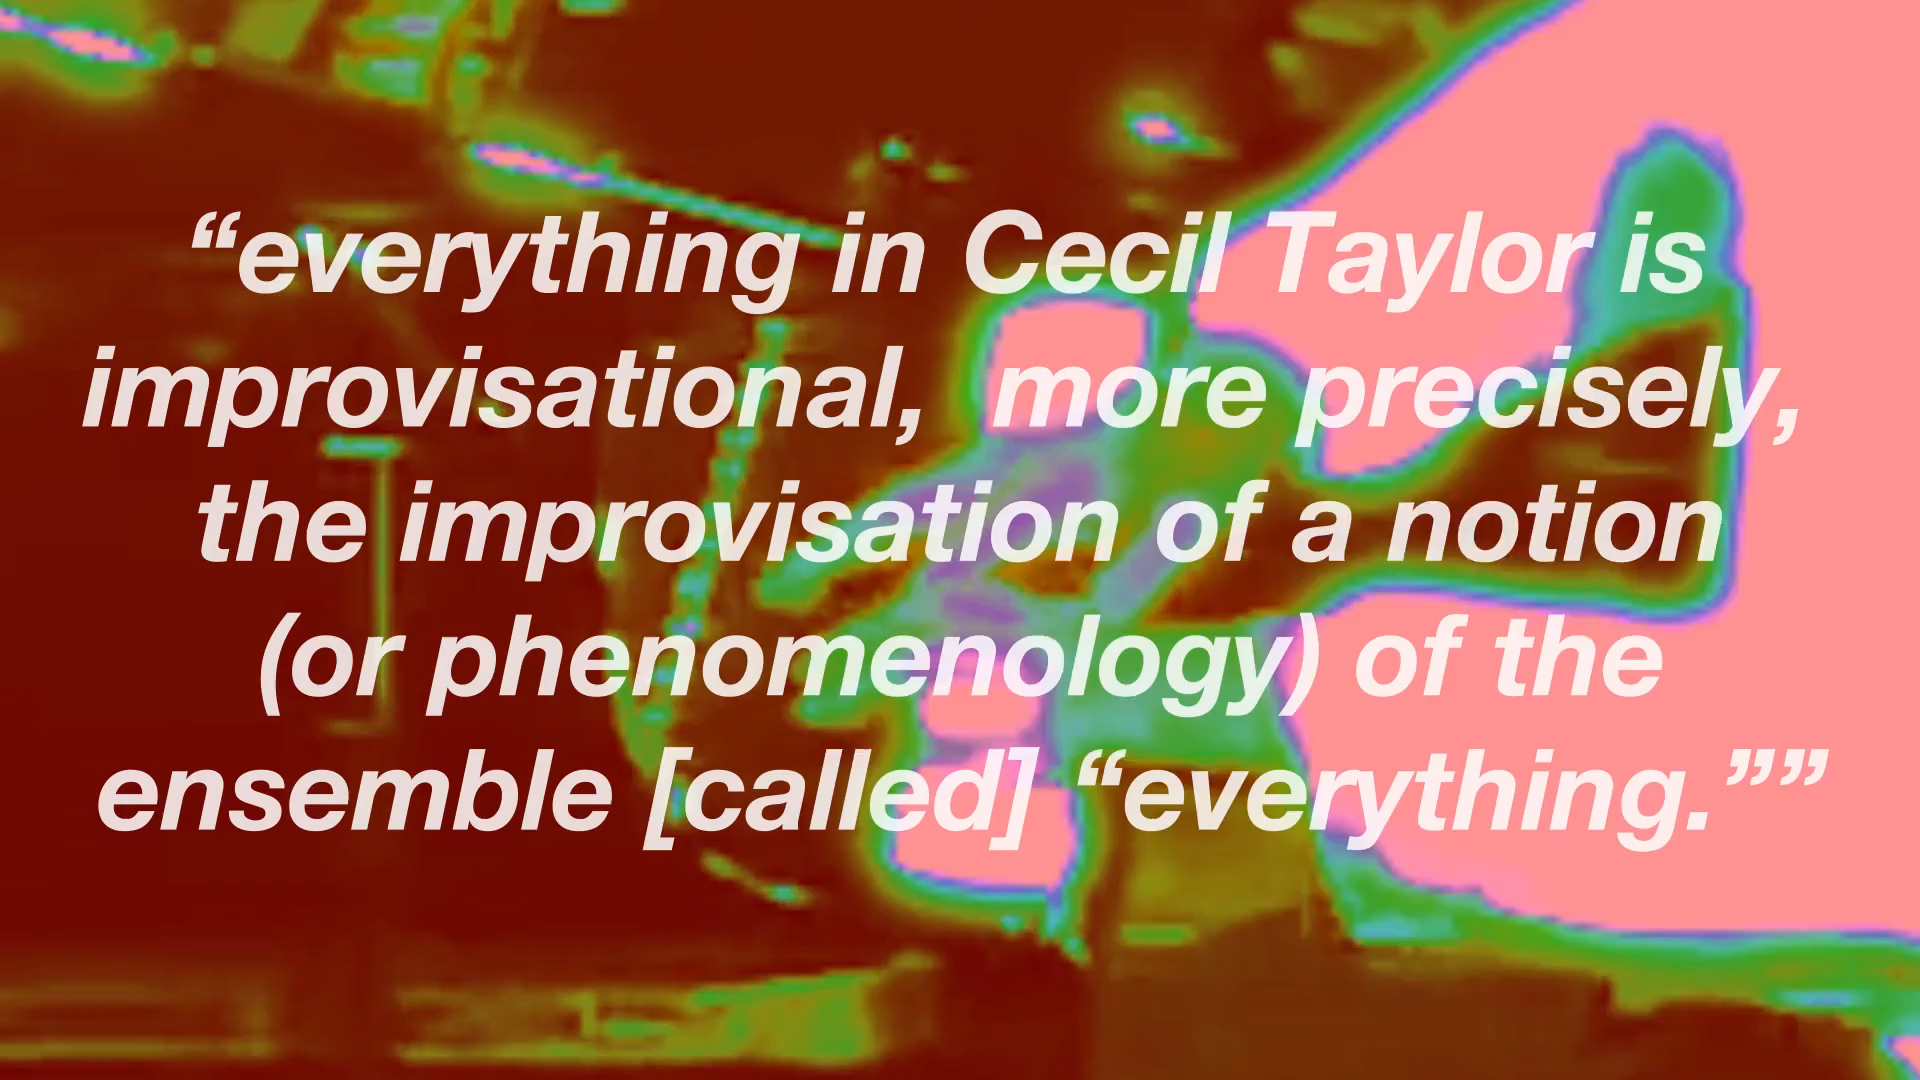 “everything in Cecil Taylor is
improvisational,  more precisely,
the improvisation of a notion
(or phenomenology) of the
ensemble [called] “everything.””